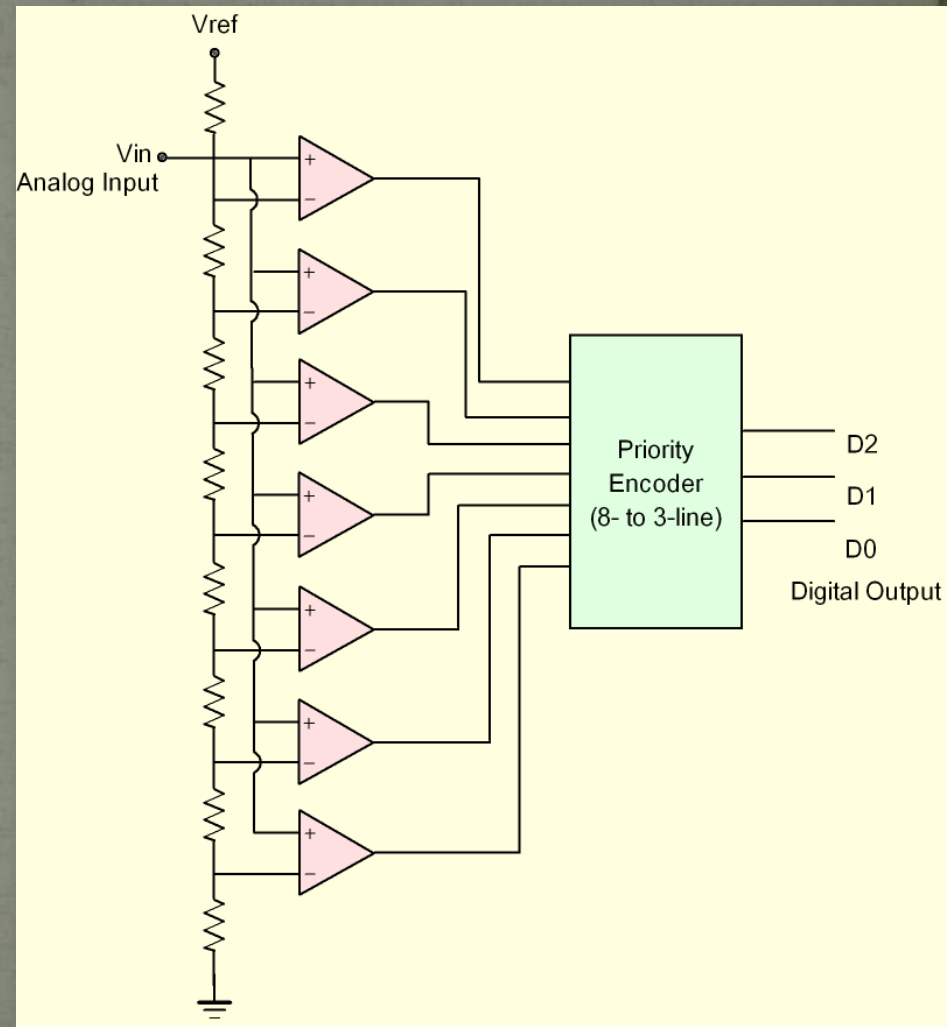 Vref
Vin
Analog Input
+
−
+
−
+
−
+
−
+
−
+
−
+
−
Priority
Encoder
(8- to 3-line)
D2
D1
D0
Digital Output